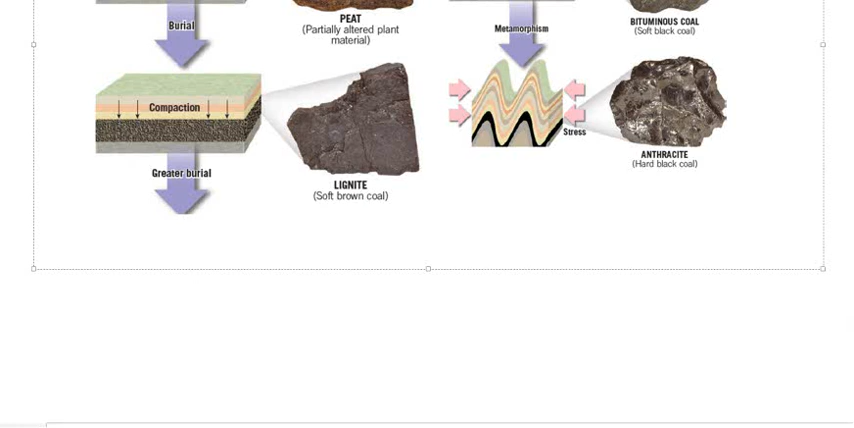 Burial
PEAT
(Partially altered plant
material)
Compaction
Greater burial
LIGNITE
(Soft brown coal)
Metamorphism
BITUMINOUS COAL
(Soft black coal)
Stress
ANTHRACITE
(Hard black coal)